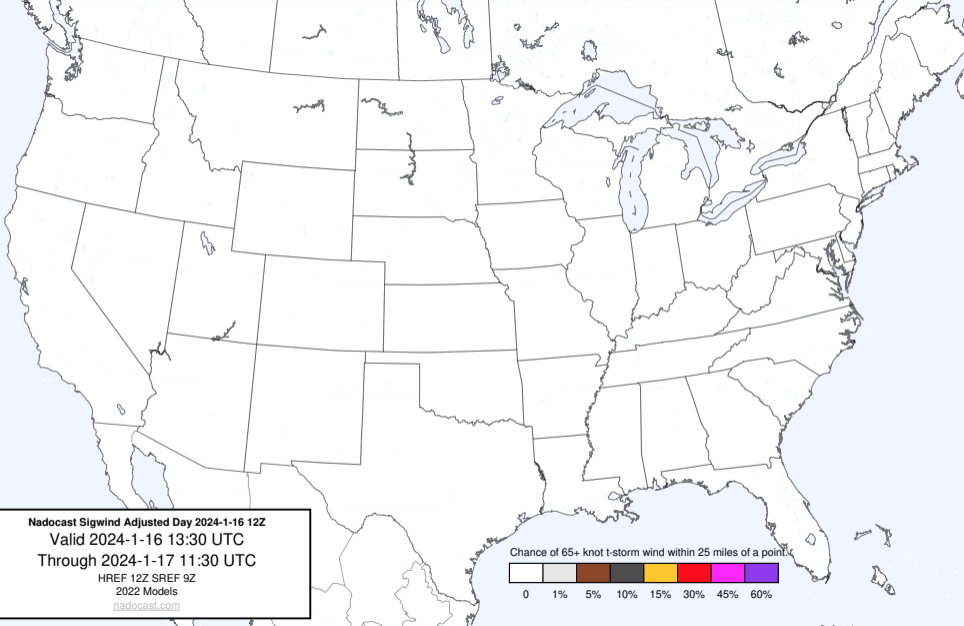 Nadocast Sigwind Adjusted Day 2024-1-16 12Z
Valid 2024-1-16 13:30 UTC
Through 2024-1-17 11:30 UTC
HREF 12Z SREF 9Z
2022 Models
nadocast.com
Chance of 65+ knot t-storm wind within 25 miles of a point.
0 1% 5% 10% 15% 30% 45% 60%